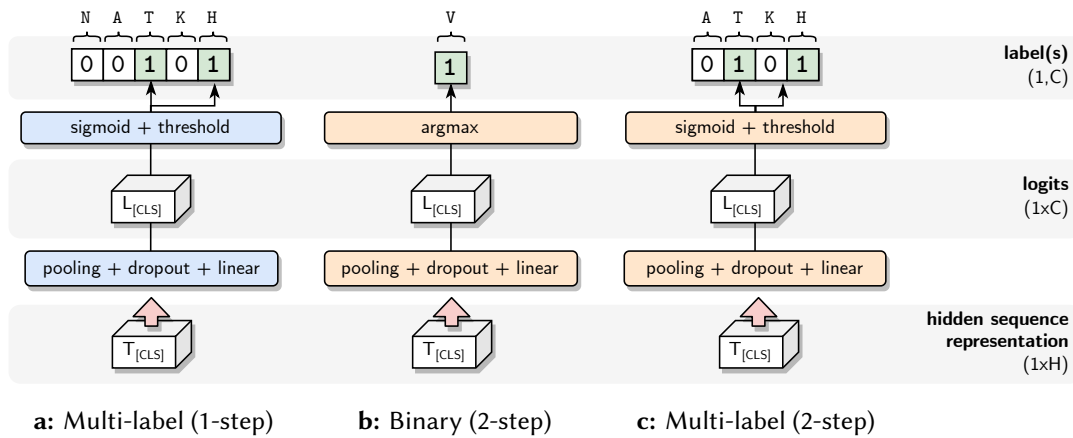 N A T K H V A T K H
0 0 1 0 1 1 0 1 0 1
label(s)
(1,C)
sigmoid + threshold argmax sigmoid + threshold
L[CLS] L[CLS] L[CLS]
logits
(1xC)
pooling + dropout + linear pooling + dropout + linear pooling + dropout + linear
hidden sequence
representation
(1xH)
T[CLS] T[CLS] T[CLS]
a: Multi-label (1-step) b: Binary (2-step) c: Multi-label (2-step)